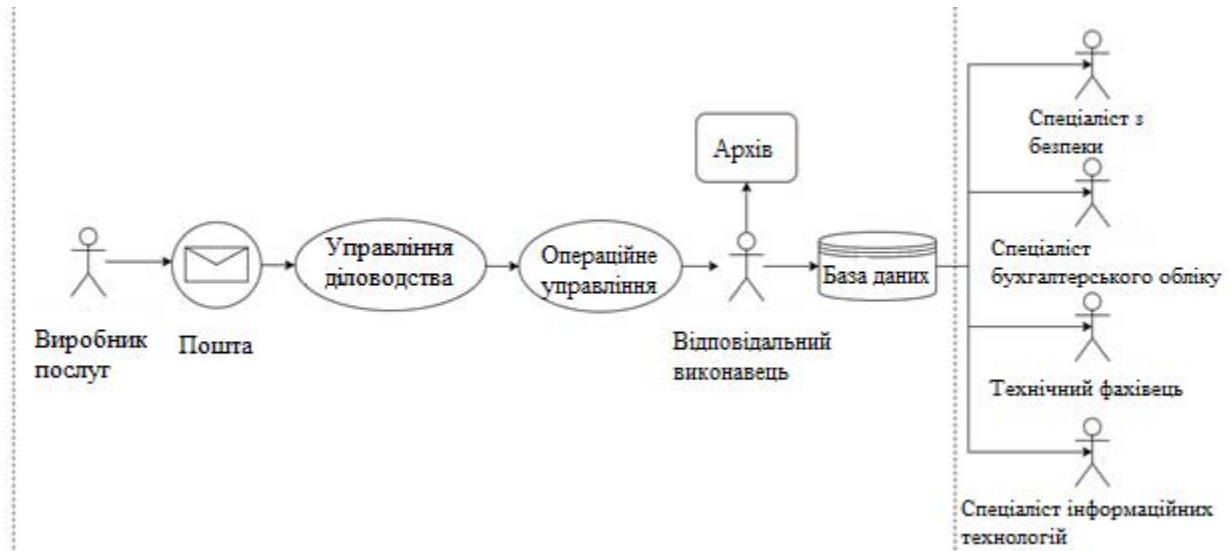 Виробник
послуг
Пошта
Управління
діловодства
Операційне
управління
Архів
Відповідальний
виконавець
База даних
Спеціаліст з
безпеки
Спеціаліст
бухгалтерського обліку
Технічний фахівець
Спеціаліст інформаційних
технологій